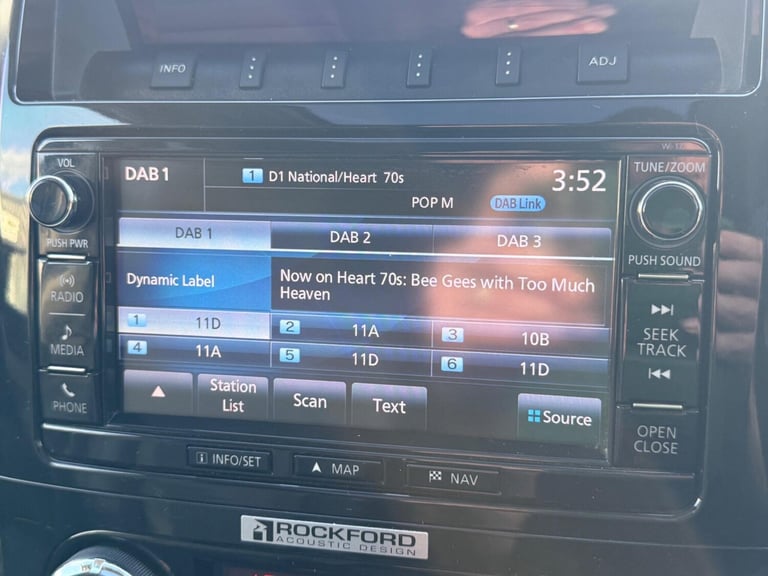 INFO
ADJ
VOL
PUSH PWR
RADIO
MEDIA
PHONE
DAB1
1 D1 National/Heart 70s
3:52
POP M
DAB Link
DAB 1
DAB 2
DAB 3
Dynamic Label
Now on Heart 70s: Bee Gees with Too Much
Heaven
1 11D
2 11A
3 10B
4 11A
5 11D
6 11D
Station
List
Scan
Text
Source
TUNE/ZOOM
PUSH SOUND
SEEK
TRACK
OPEN
CLOSE
i INFO/SET
MAP
NAV
ROCKFORD
ACOUSTIC DESIGN